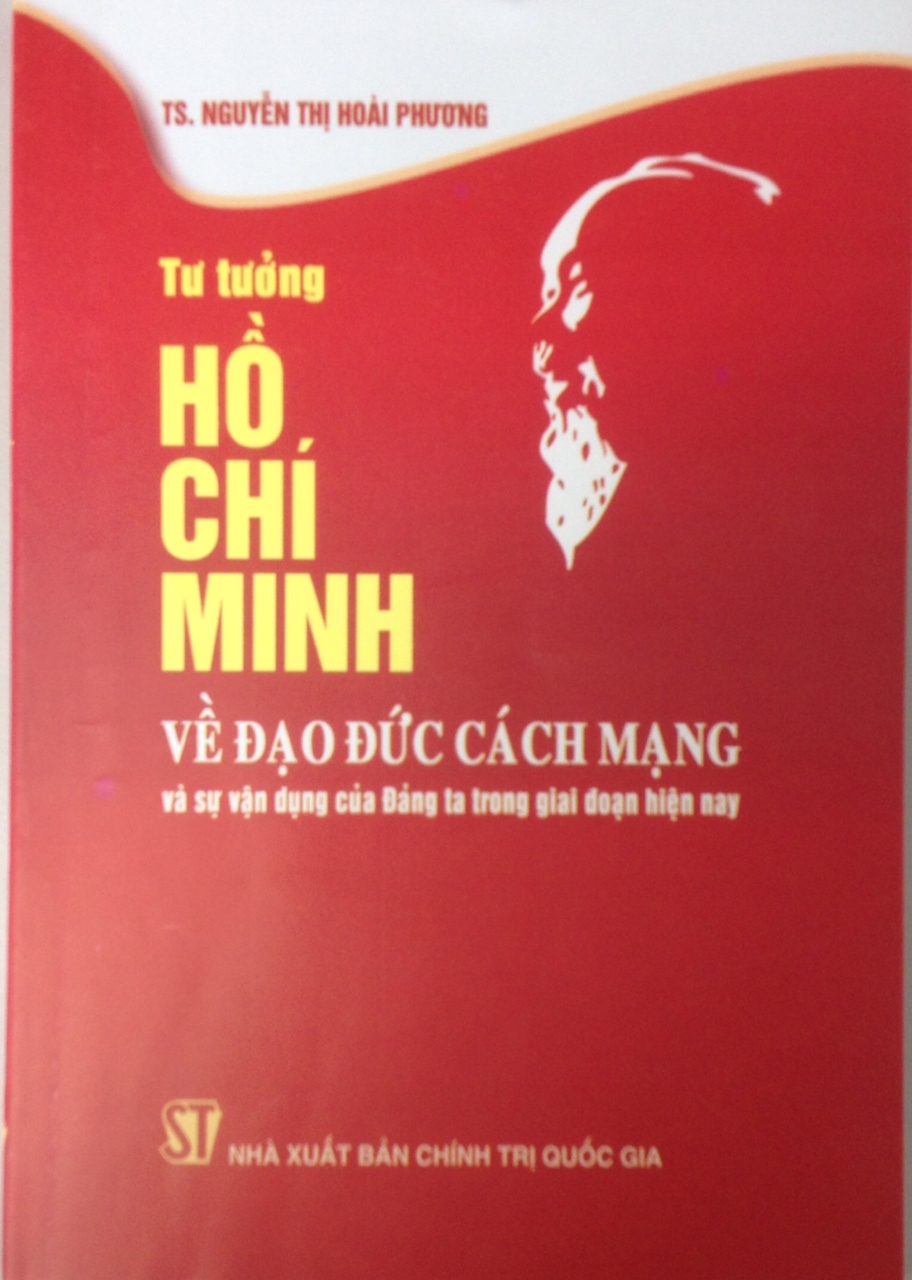 TS. NGUYỄN THỊ HOÀI PHƯƠNG
Tư tưởng
HỒ
CHÍ
MINH
VỀ ĐẠO ĐỨC CÁCH MẠNG
và sự vận dụng của Đảng ta trong giai đoạn hiện nay
ST
NHÀ XUẤT BẢN CHÍNH TRỊ QUỐC GIA